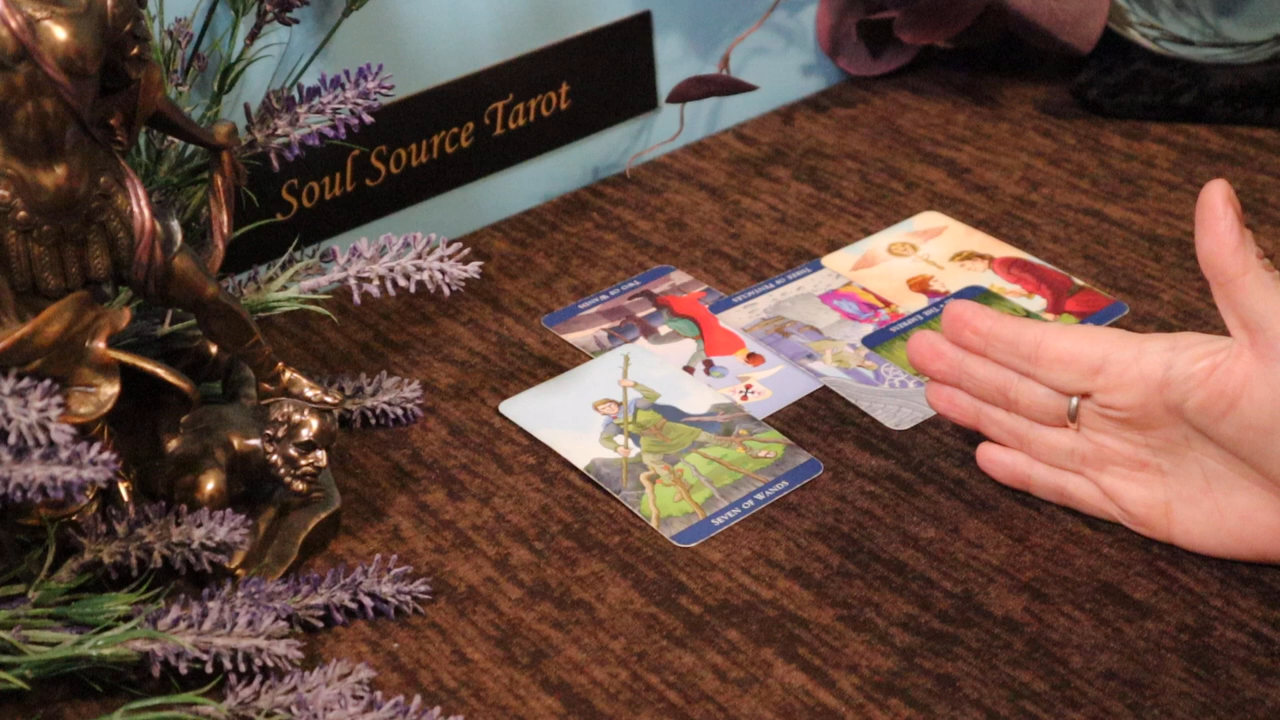 Soul Source Tarot
TWO OF WANDS
THREE OF PENTACLES
THE EMPRESS
SEVEN OF WANDS